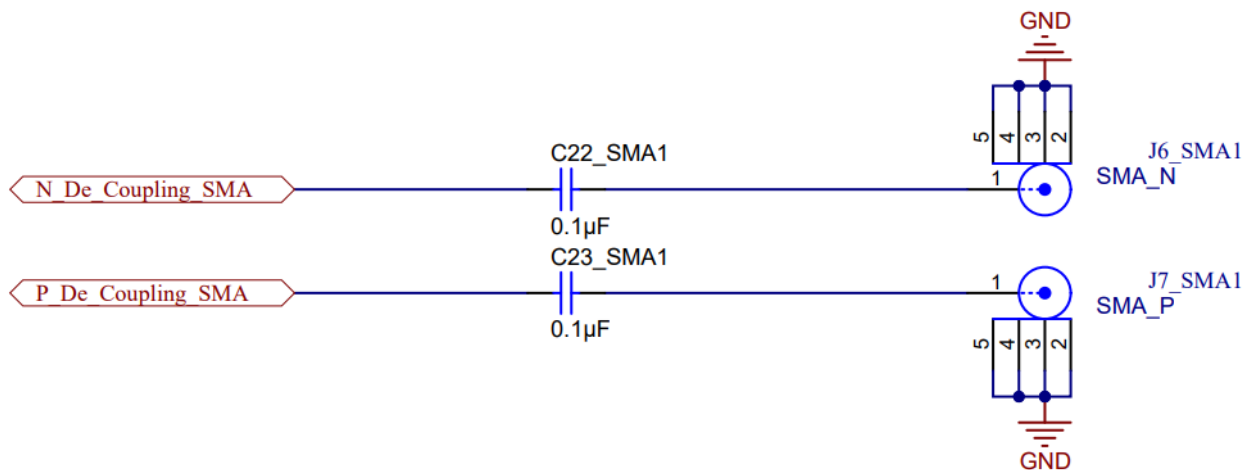 GND
5 4 3 2
C22_SMA1
J6_SMA1
N_De_Coupling_SMA
1
SMA_N
0.1µF
C23_SMA1
P_De_Coupling_SMA
1
J7_SMA1
SMA_P
0.1µF
5 4 3 2
GND